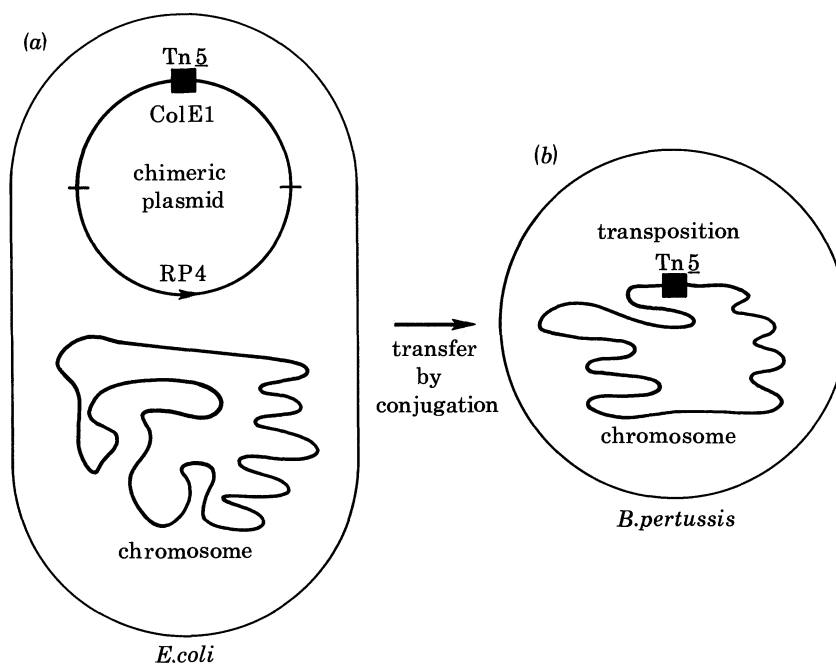 (a)
Tn5
ColE1
chimeric
plasmid
RP4
chromosome
E.coli
transfer
by
conjugation
(b)
transposition
Tn5
chromosome
B.pertussis